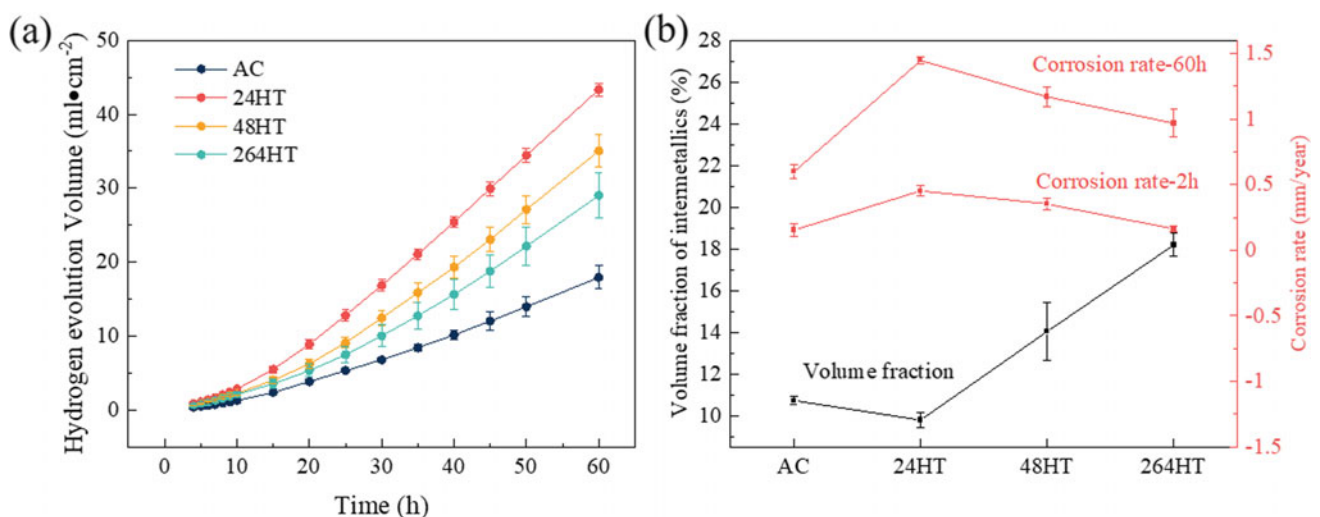 (a)
Hydrogen evolution Volume (ml●cm⁻²)
50
40
30
20
10
0
AC
24HT
48HT
264HT
0 10 20 30 40 50 60
Time (h)
(b)
Volume fraction of intermetallics (%)
28
26
24
22
20
18
16
14
12
10
Corrosion rate-60h
Corrosion rate-2h
Volume fraction
AC 24HT 48HT 264HT
1.5
1
0.5
0
-0.5
-1
-1.5
Corrosion rate (mm/year)